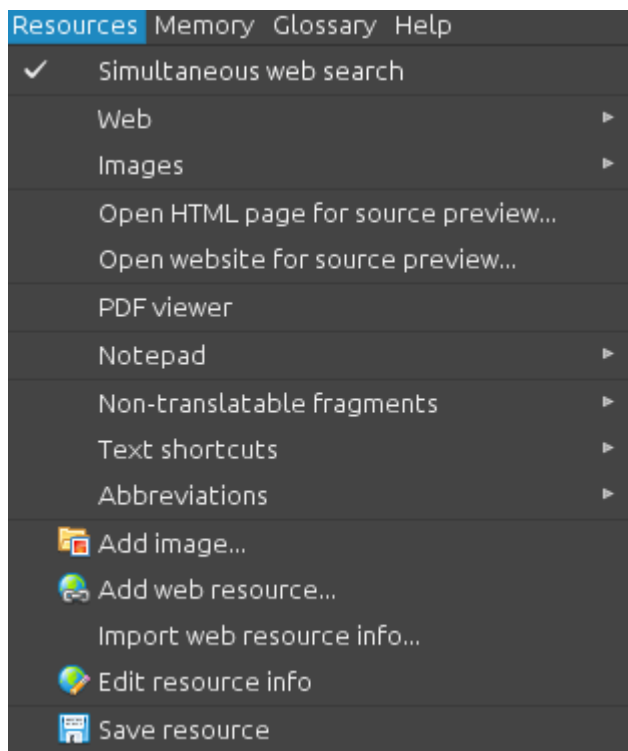 Resources Memory Glossary Help
Simultaneous web search
Web
Images
Open HTML page for source preview...
Open website for source preview...
PDF viewer
Notepad
Non-translatable fragments
Text shortcuts
Abbreviations
Add image...
Add web resource...
Import web resource info...
Edit resource info
Save resource